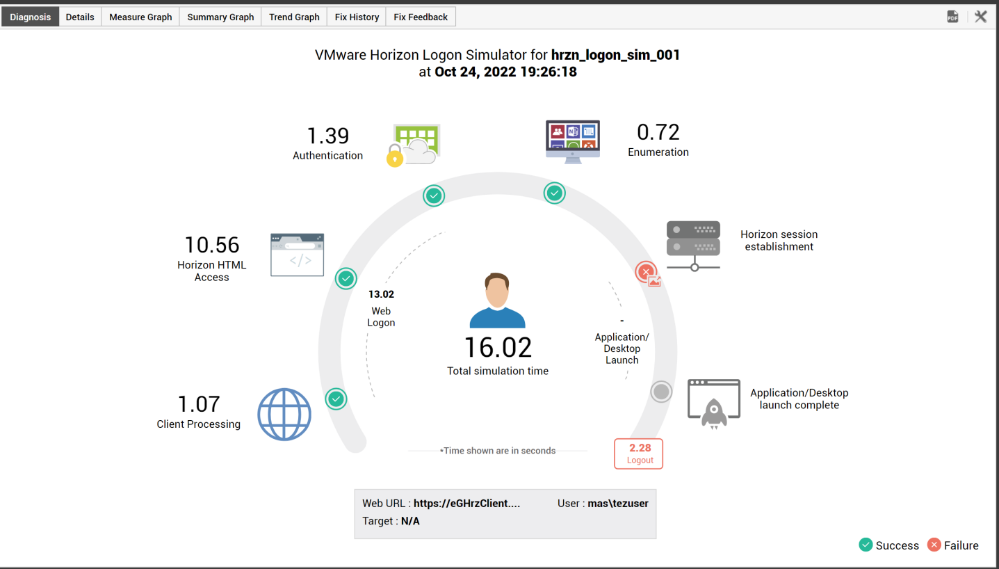 Diagnosis
Details
Measure Graph
Summary Graph
Trend Graph
Fix History
Fix Feedback
PDF
VMware Horizon Logon Simulator for hrzn_logon_sim_001
at Oct 24, 2022 19:26:18
1.39
Authentication
0.72
Enumeration
N
10.56
Horizon HTML
Access
</>
Horizon session
establishment
13.02
Web
Logon
16.02
Total simulation time
-
Application/
Desktop
Launch
1.07
Client Processing
Application/Desktop
launch complete
*Time shown are in seconds
2.28
Logout
Web URL : https://eGHrzClient....
User : mas\tezuser
Target : N/A
Success
Failure